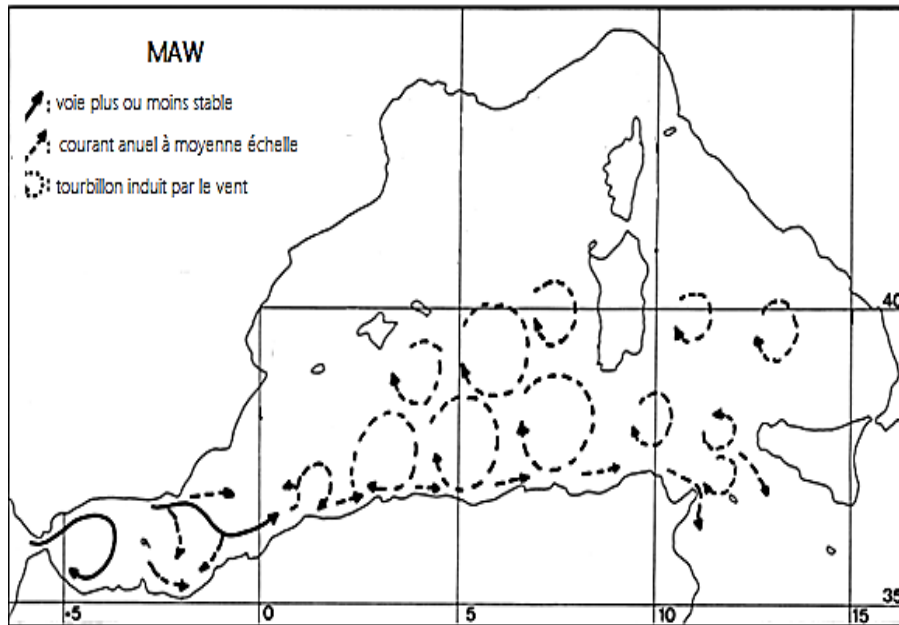 MAW
: voie plus ou moins stable
: courant anuel à moyenne échelle
: tourbillon induit par le vent
40
35
-5
0
5
10
15